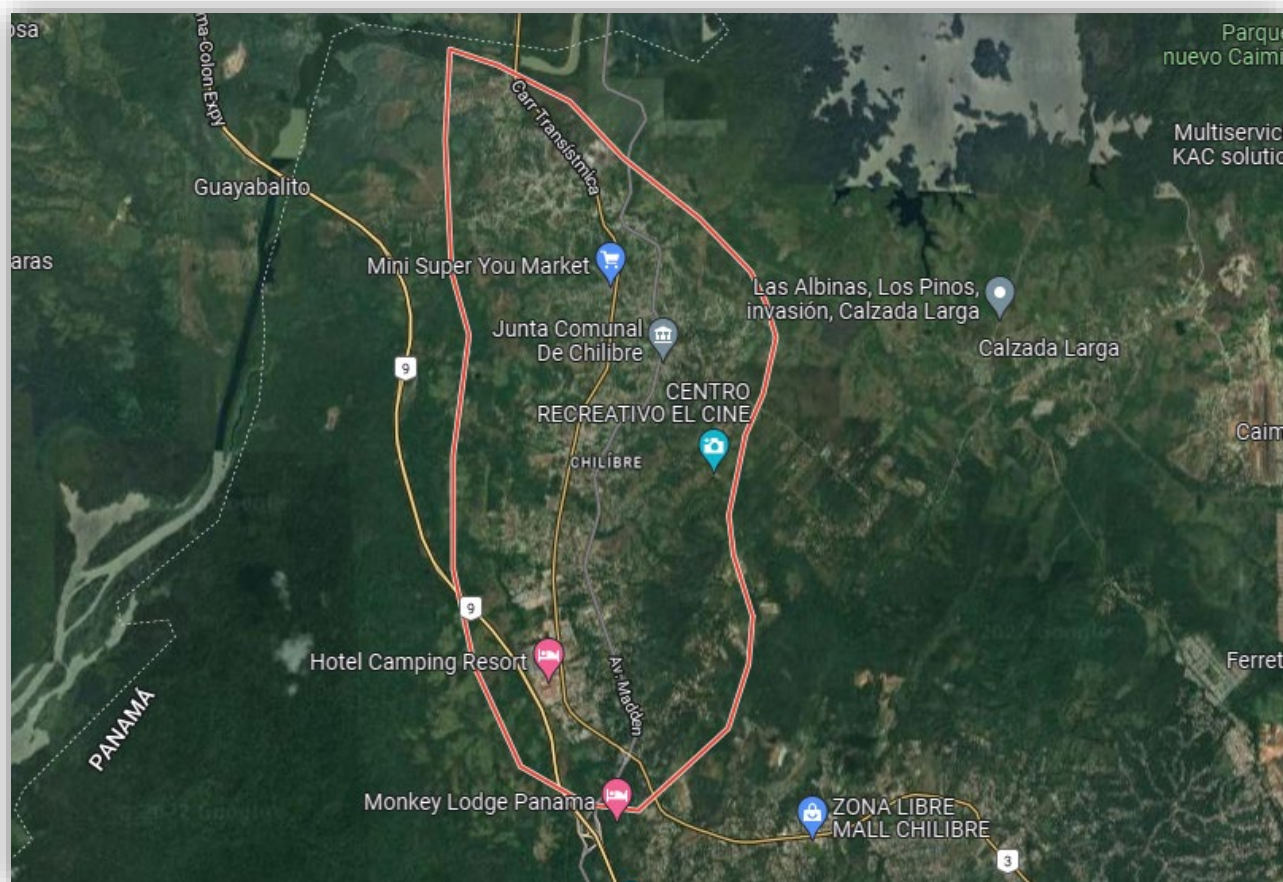 osa
ma-Colon Expy
Parque
nuevo Caimi
Carr Transístmica
Multiservic
KAC solutio
Guayabalito
aras
Mini Super You Market
Las Albinas, Los Pinos,
invasión, Calzada Larga
Junta Comunal
De Chilibre
Calzada Larga
9
CENTRO
RECREATIVO EL CINE
Caim
CHILÍBRE
9
Hotel Camping Resort
Ferret
Av. Madden
PANAMÁ
Monkey Lodge Panama
ZONA LIBRE
MALL CHILIBRE
3